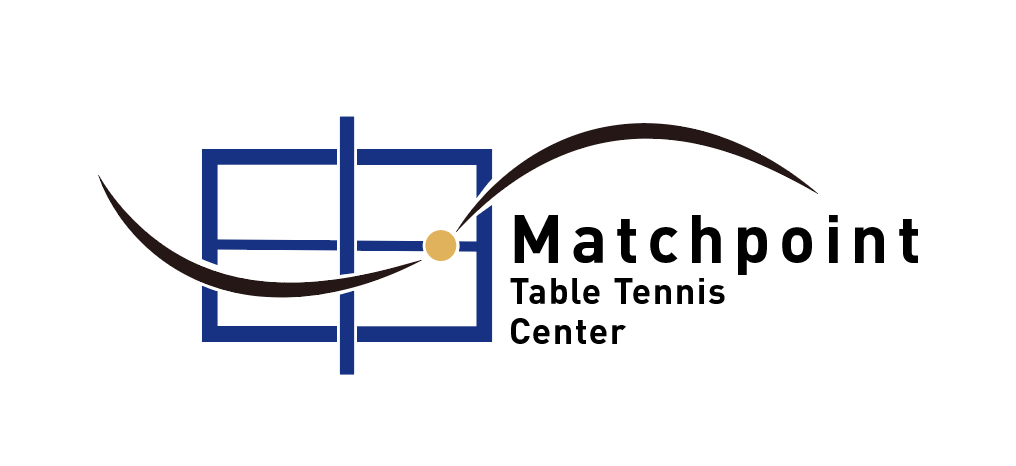 Matchpoint
Table Tennis
Center